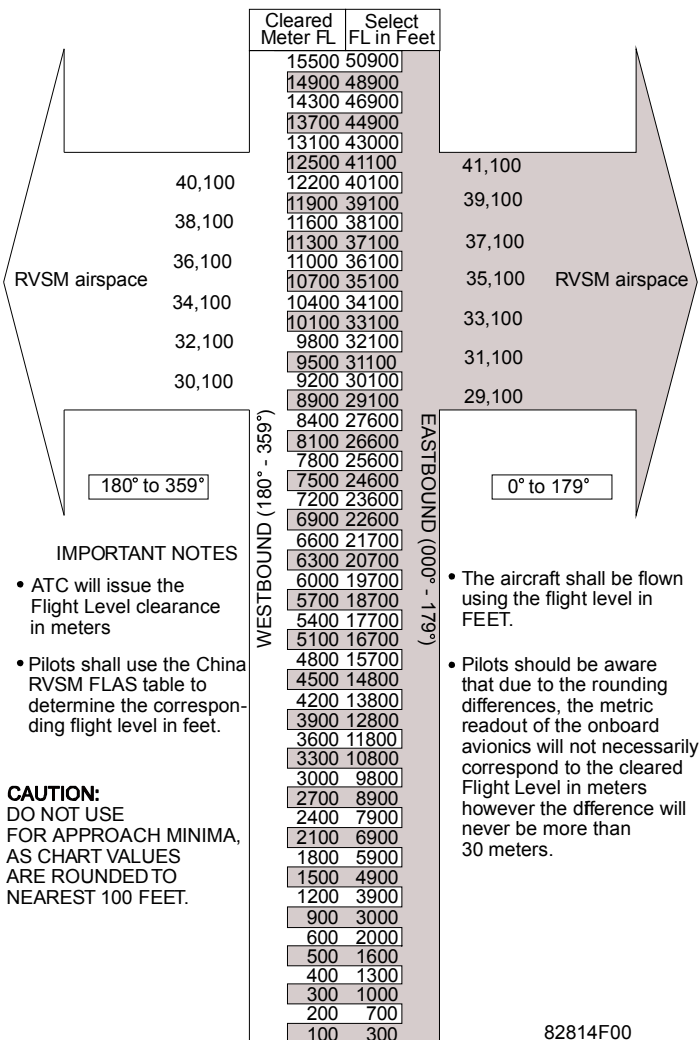 Cleared Select
Meter FL FL in Feet
15500 50900
14900 48900
14300 46900
13700 44900
13100 43000
12500 41100
12200 40100
11900 39100
11600 38100
11300 37100
11000 36100
10700 35100
10400 34100
10100 33100
9800 32100
9500 31100
9200 30100
8900 29100
8400 27600
8100 26600
7800 25600
7500 24600
7200 23600
6900 22600
6600 21700
6300 20700
6000 19700
5700 18700
5400 17700
5100 16700
4800 15700
4500 14800
4200 13800
3900 12800
3600 11800
3300 10800
3000 9800
2700 8900
2400 7900
2100 6900
1800 5900
1500 4900
1200 3900
900 3000
600 2000
500 1600
400 1300
300 1000
200 700
100 300
40,100
38,100
36,100
RVSM airspace
34,100
32,100
30,100
41,100
39,100
37,100
35,100 RVSM airspace
33,100
31,100
29,100
WESTBOUND (180° - 359°)
EASTBOUND (000° - 179°)
180° to 359°
0° to 179°
IMPORTANT NOTES
• ATC will issue the
Flight Level clearance
in meters
• Pilots shall use the China
RVSM FLAS table to
determine the correspon-
ding flight level in feet.
CAUTION:
DO NOT USE
FOR APPROACH MINIMA,
AS CHART VALUES
ARE ROUNDED TO
NEAREST 100 FEET.
• The aircraft shall be flown
using the flight level in
FEET.
• Pilots should be aware
that due to the rounding
differences, the metric
readout of the onboard
avionics will not necessarily
correspond to the cleared
Flight Level in meters
however the difference will
never be more than
30 meters.
82814F00